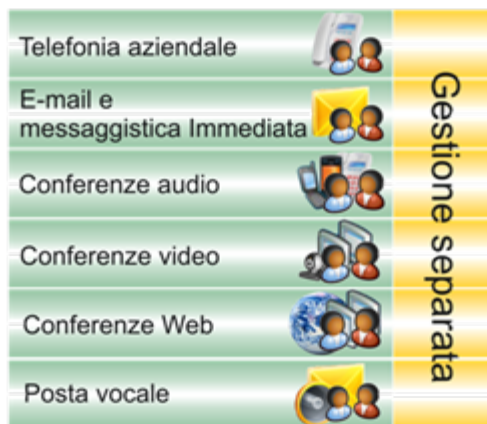 Telefonia aziendale
E-mail e
messaggistica Immediata
Conferenze audio
Conferenze video
Conferenze Web
Posta vocale
Gestione separata